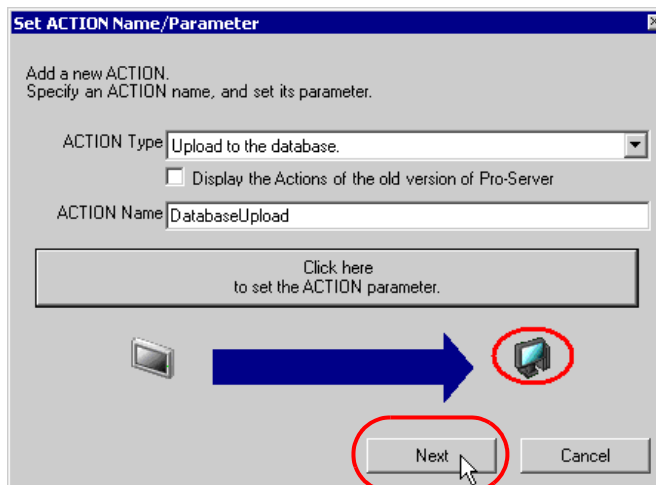 Set ACTION Name/Parameter
Add a new ACTION.
Specify an ACTION name, and set its parameter.
ACTION Type Upload to the database.
Display the Actions of the old version of Pro-Server
ACTION Name DatabaseUpload
Click here
to set the ACTION parameter.
Next Cancel